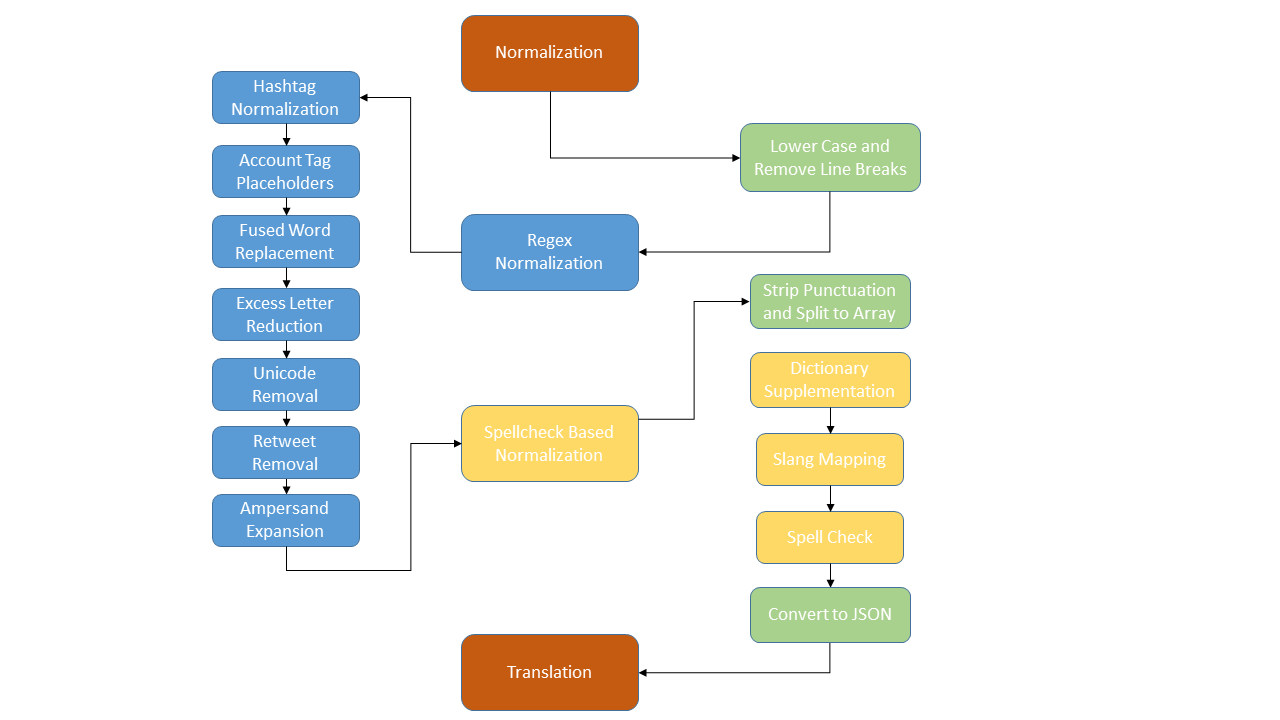 Normalization
Lower Case and
Remove Line Breaks
Regex
Normalization
Hashtag
Normalization
Account Tag
Placeholders
Fused Word
Replacement
Excess Letter
Reduction
Unicode
Removal
Retweet
Removal
Ampersand
Expansion
Spellcheck Based
Normalization
Strip Punctuation
and Split to Array
Dictionary
Supplementation
Slang Mapping
Spell Check
Convert to JSON
Translation